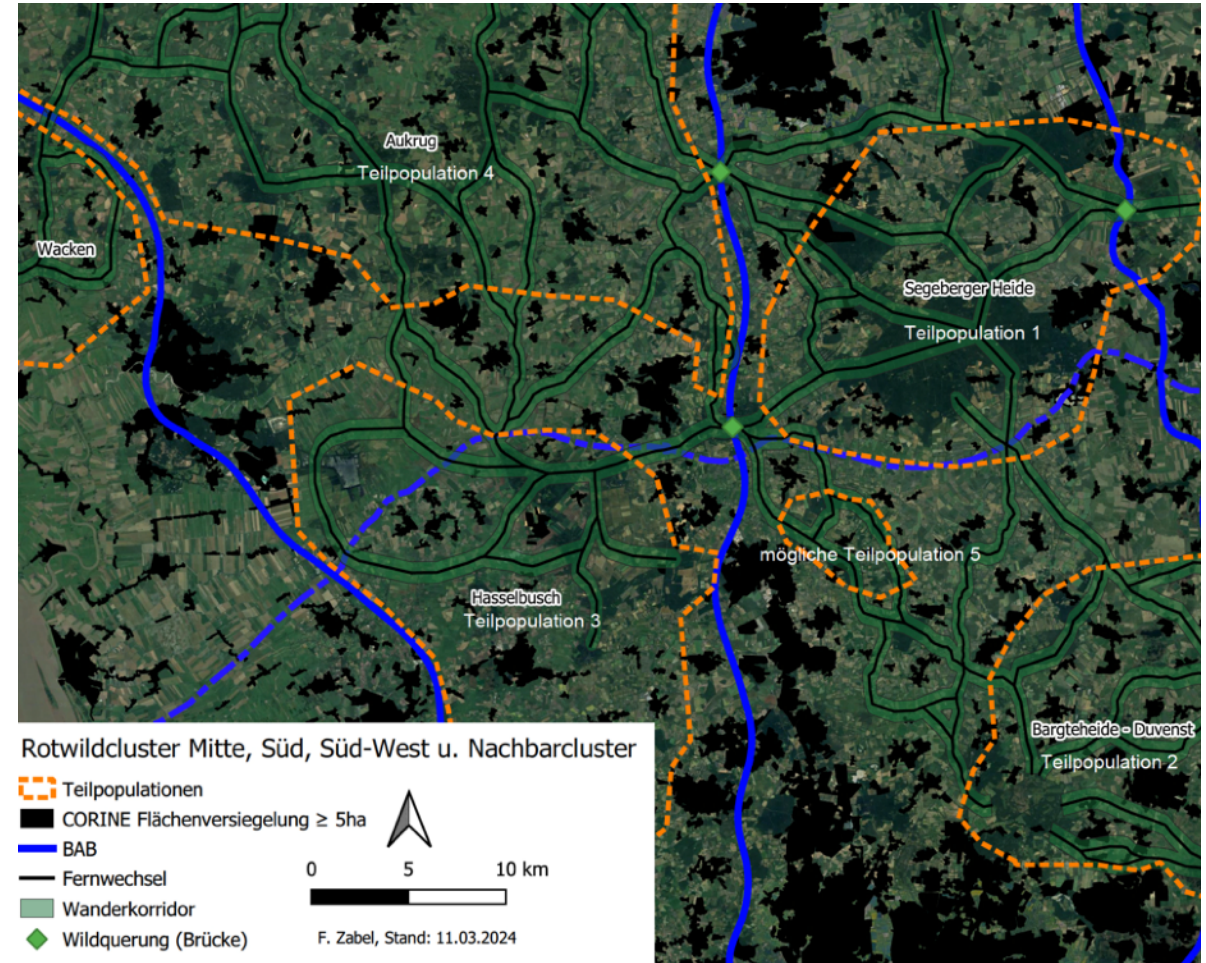 Aukrug
Teilpopulation 4
Wacken
Segeberger Heide
Teilpopulation 1
mögliche Teilpopulation 5
Hasselbusch
Teilpopulation 3
Bargteheide - Duvenst
Teilpopulation 2
Rotwildcluster Mitte, Süd, Süd-West u. Nachbarcluster
Teilpopulationen
CORINE Flächenversiegelung ≥ 5ha
BAB
Fernwechsel
Wanderkorridor
Wildquerung (Brücke)
0 5 10 km
F. Zabel, Stand: 11.03.2024